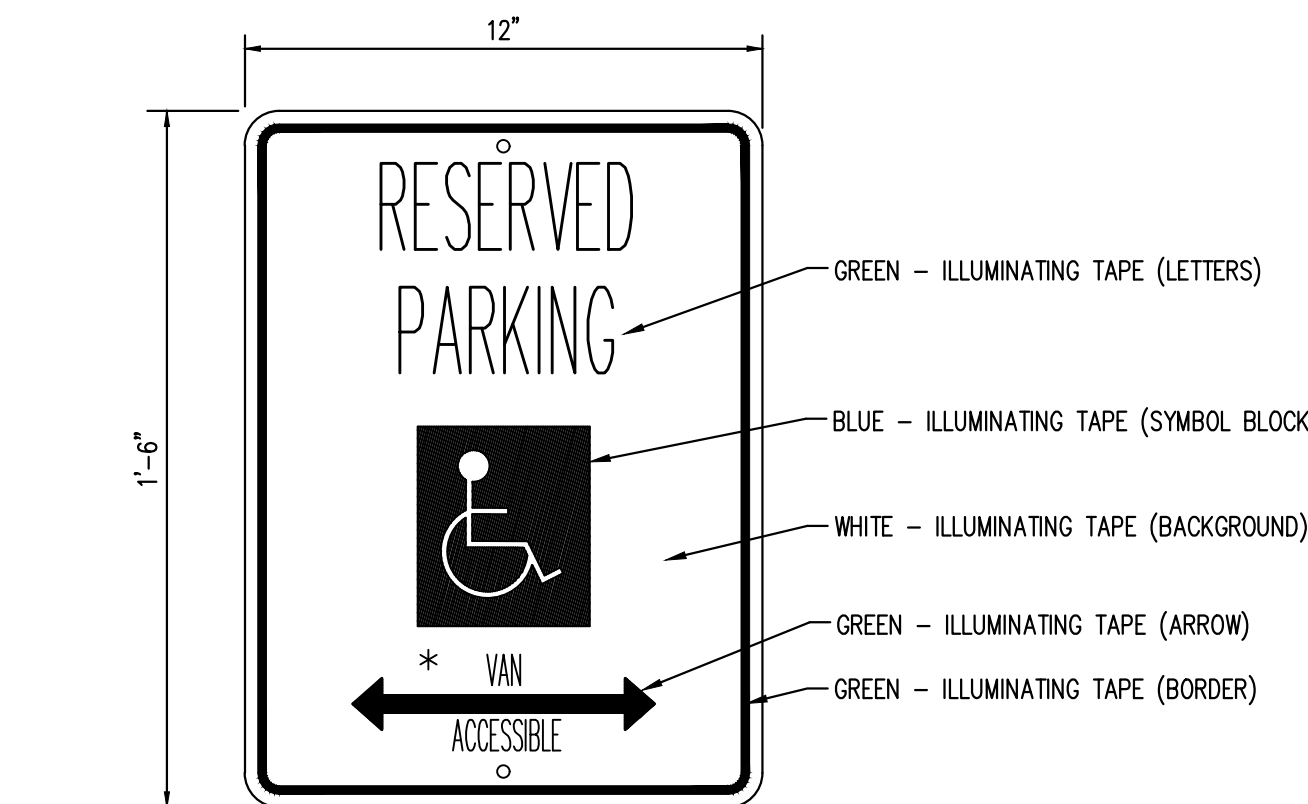 12"
RESERVED
PARKING
GREEN - ILLUMINATING TAPE (LETTERS)
BLUE - ILLUMINATING TAPE (SYMBOL BLOCK
1'-6"
WHITE - ILLUMINATING TAPE (BACKGROUND)
GREEN - ILLUMINATING TAPE (ARROW)
* VAN
GREEN - ILLUMINATING TAPE (BORDER)
ACCESSIBLE